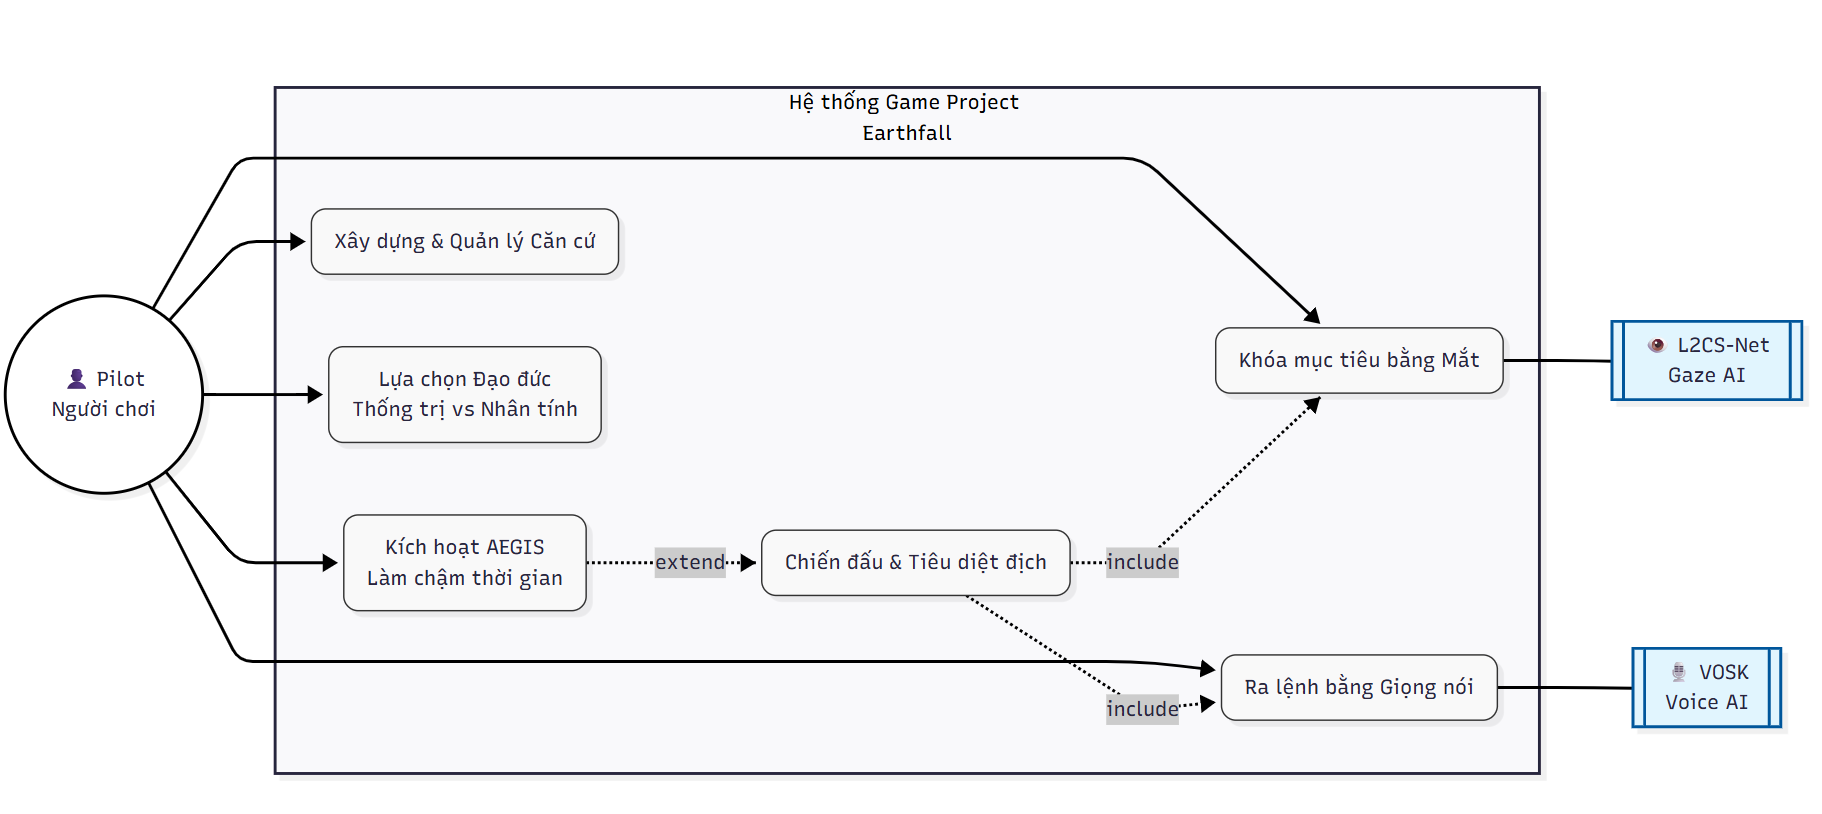 Hệ thống Game Project
Earthfall
Xây dựng & Quản lý Căn cứ
Pilot
Người chơi
Lựa chọn Đạo đức
Thống trị vs Nhân tính
Khóa mục tiêu bằng Mắt
L2CS-Net
Gaze AI
Kích hoạt AEGIS
Làm chậm thời gian
extend
Chiến đấu & Tiêu diệt địch
include
Ra lệnh bằng Giọng nói
include
VOSK
Voice AI